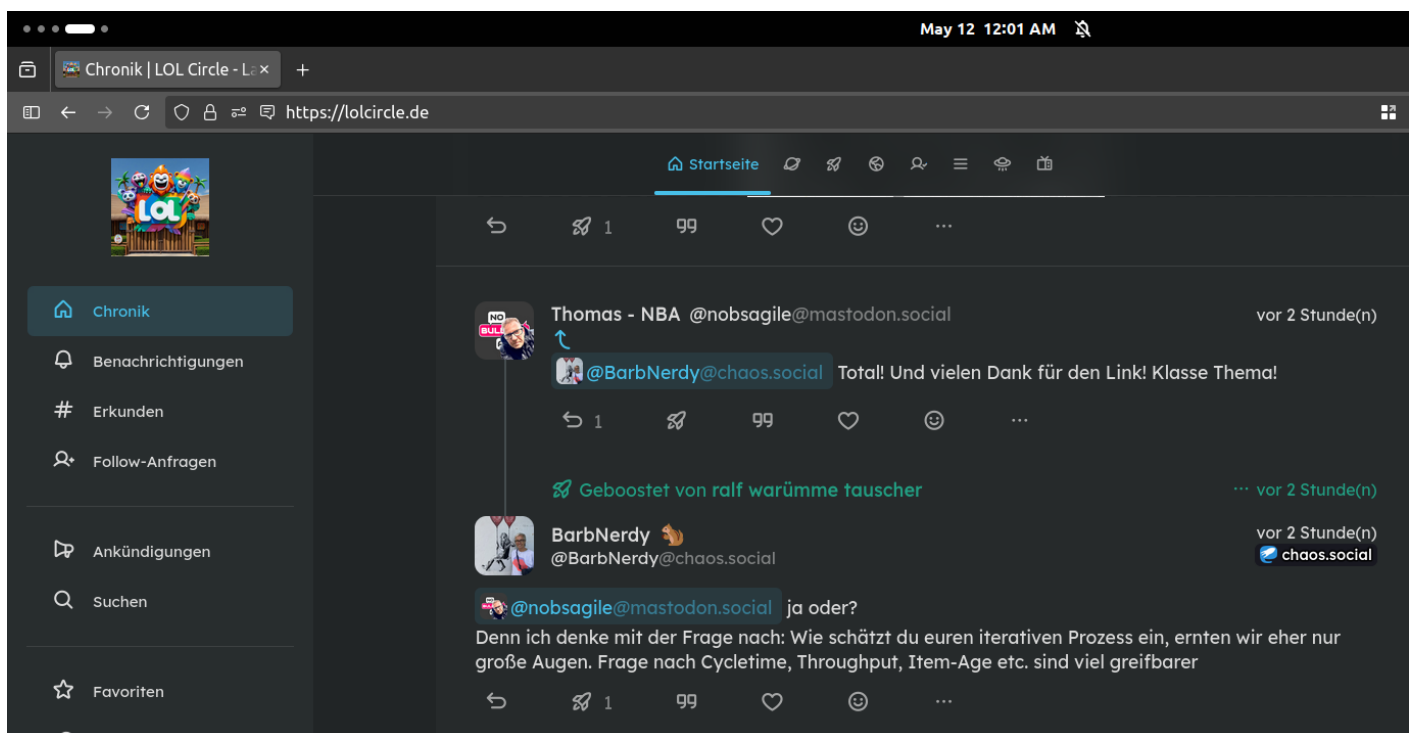 May 12 12:01 AM
Chronik | LOL Circle - La
https://lolcircle.de
LOL
Startseite
Chronik
Benachrichtigungen
Erkunden
Follow-Anfragen
Ankündigungen
Suchen
Favoriten
1
NO
Thomas - NBA @nobsagile@mastodon.social vor 2 Stunde(n)
@BarbNerdy@chaos.social Total! Und vielen Dank für den Link! Klasse Thema!
1
Geboostet von ralf warümme tauscher ... vor 2 Stunde(n)
BarbNerdy vor 2 Stunde(n)
@BarbNerdy@chaos.social chaos.social
@nobsagile@mastodon.social ja oder?
Denn ich denke mit der Frage nach: Wie schätzt du euren iterativen Prozess ein, ernten wir eher nur
große Augen. Frage nach Cycletime, Throughput, Item-Age etc. sind viel greifbarer
1